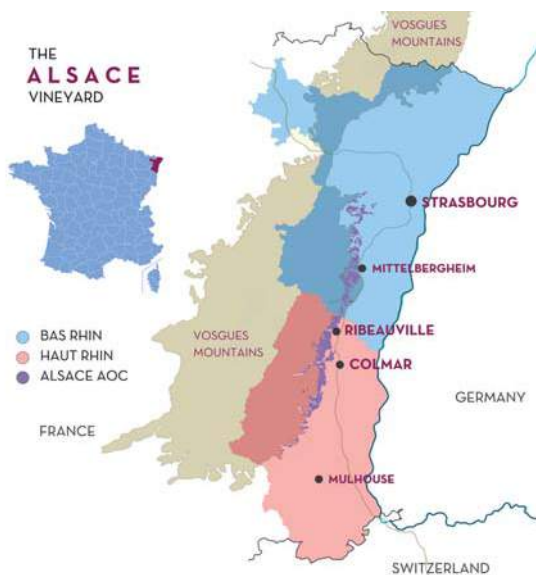 THE
ALSACE
VINEYARD
VOSGUES
MOUNTAINS
STRASBOURG
MITTELBERGHEIM
BAS RHIN
HAUT RHIN
ALSACE AOC
VOSGUES
MOUNTAINS
RIBEAUVILLE
COLMAR
GERMANY
FRANCE
MULHOUSE
SWITZERLAND